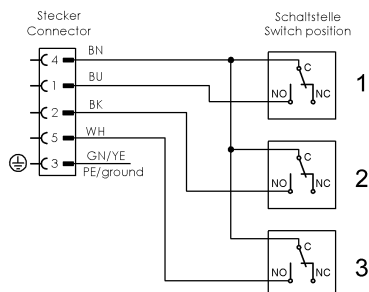 Stecker
Connector
Schaltstelle
Switch position
4 BN
1 BU
2 BK
5 WH
3 GN/YE
PE/ground
C
NO NC
1
C
NO NC
2
C
NO NC
3